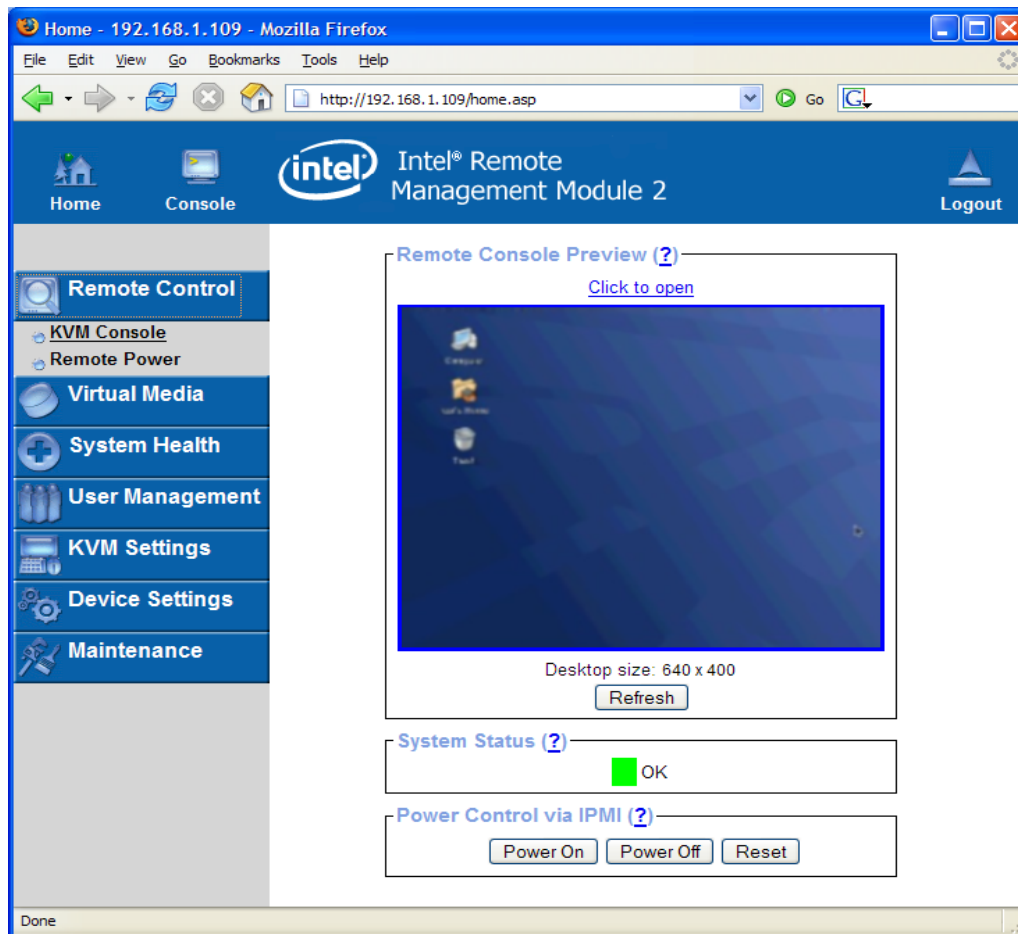 Home - 192.168.1.109 - Mozilla Firefox
File Edit View Go Bookmarks Tools Help
http://192.168.1.109/home.asp Go G
Home Console intel® Intel® Remote
Management Module 2 Logout
Remote Control
KVM Console
Remote Power
Virtual Media
System Health
User Management
KVM Settings
Device Settings
Maintenance
Remote Console Preview (?)
Click to open
Computer
Trash
Desktop size: 640 x 400
Refresh
System Status (?)
OK
Power Control via IPMI (?)
Power On Power Off Reset
Done